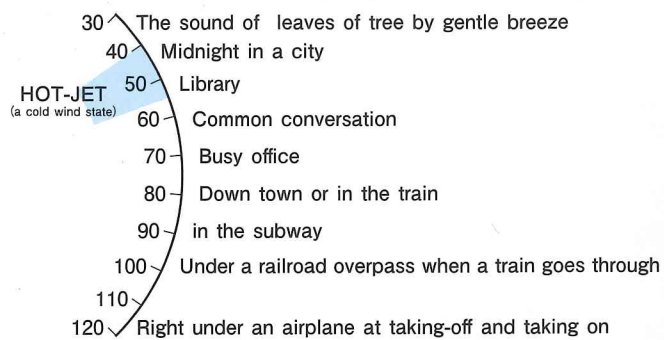 30 The sound of leaves of tree by gentle breeze
40 Midnight in a city
50 Library
HOT-JET
(a cold wind state)
60 Common conversation
70 Busy office
80 Down town or in the train
90 in the subway
100 Under a railroad overpass when a train goes through
110
120 Right under an airplane at taking-off and taking on